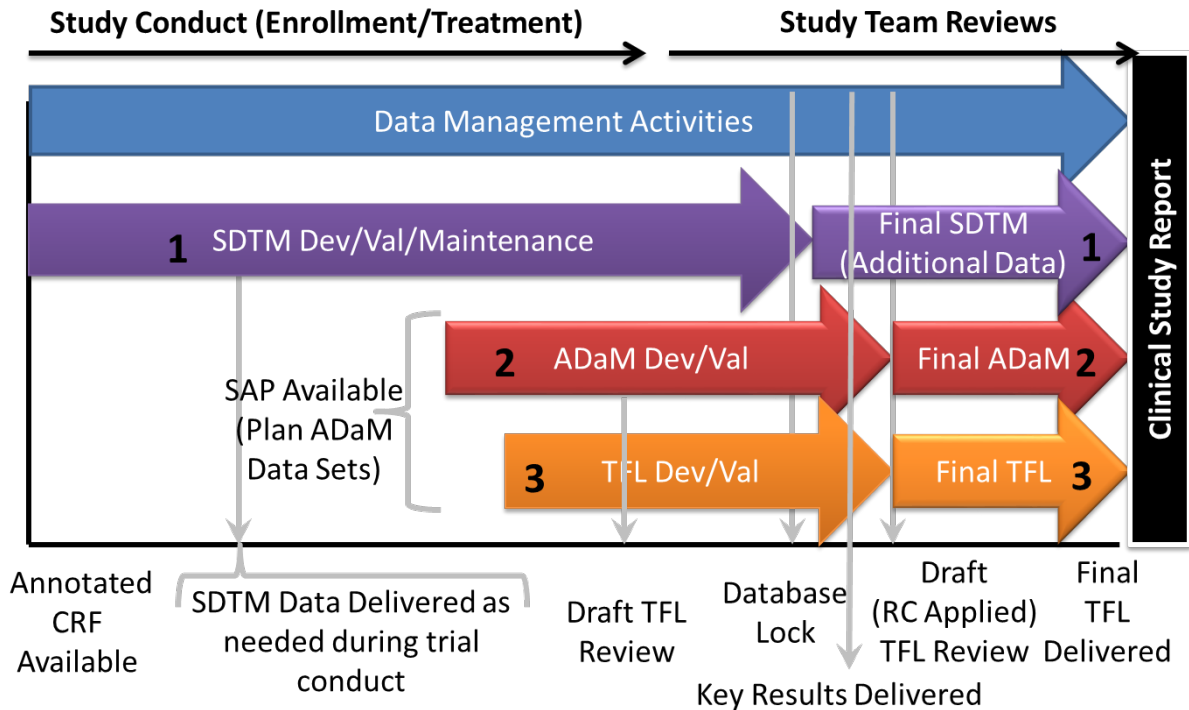 Study Conduct (Enrollment/Treatment)
Study Team Reviews
Data Management Activities
1 SDTM Dev/Val/Maintenance
Final SDTM
(Additional Data) 1
2 ADaM Dev/Val
Final ADaM 2
SAP Available
(Plan ADaM
Data Sets)
3 TFL Dev/Val
Final TFL 3
Clinical Study Report
Annotated
CRF
Available
SDTM Data Delivered as
needed during trial
conduct
Draft TFL
Review
Database
Lock
Key Results Delivered
Draft
(RC Applied)
TFL Review
Final
TFL
Delivered